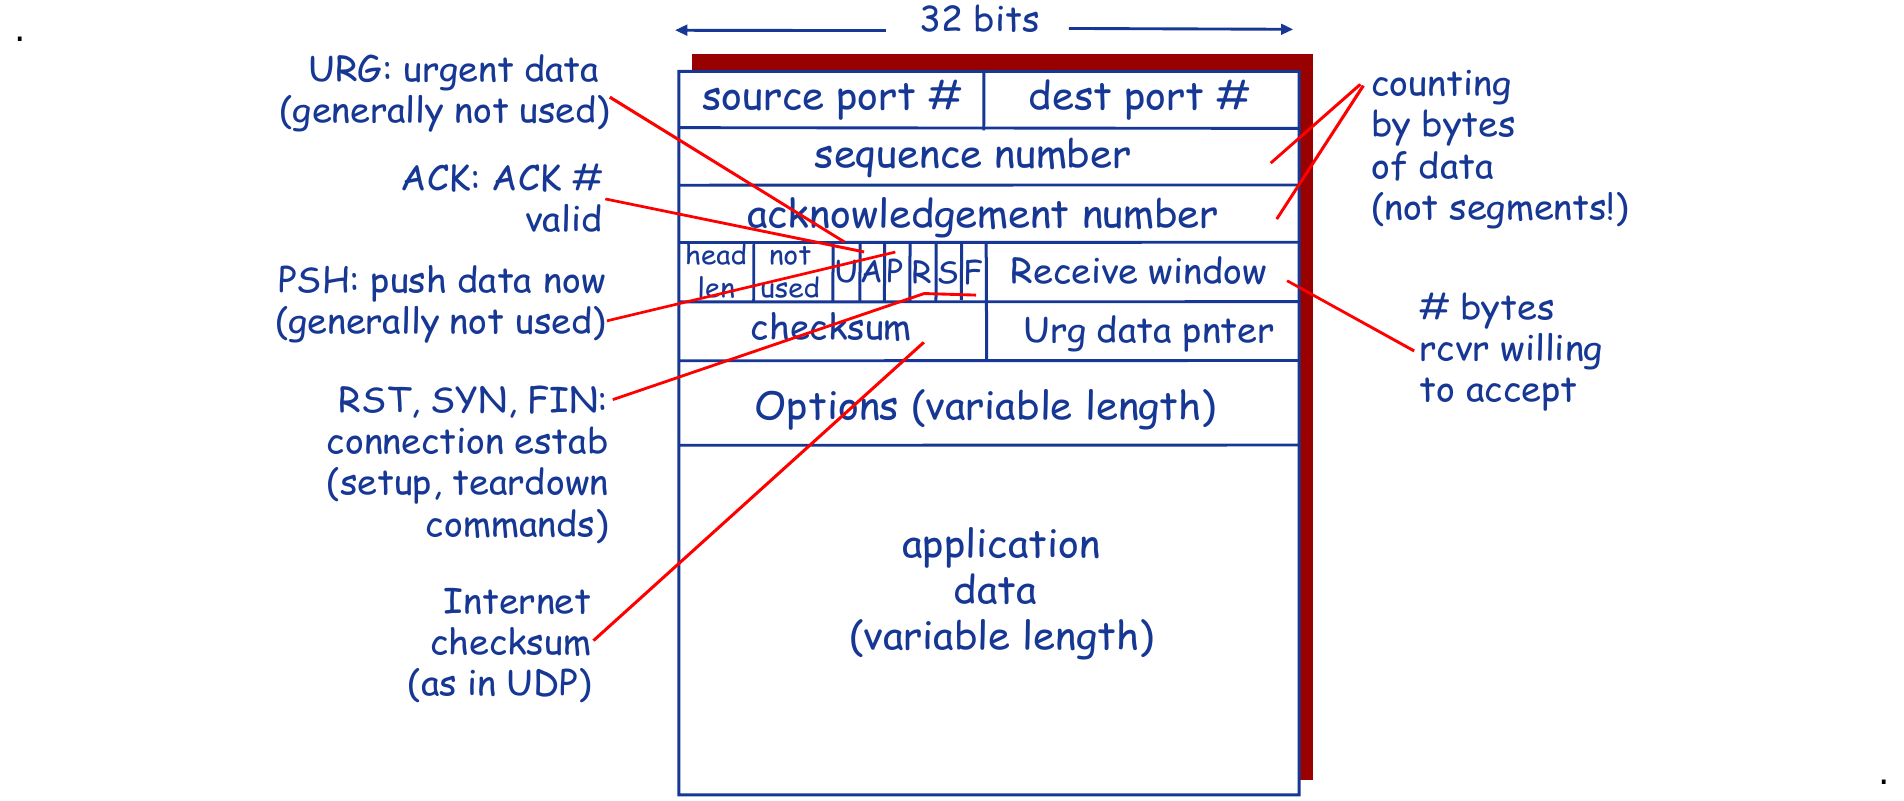 .
32 bits
URG: urgent data
(generally not used)
ACK: ACK #
valid
PSH: push data now
(generally not used)
RST, SYN, FIN:
connection estab
(setup, teardown
commands)
Internet
checksum
(as in UDP)
source port #
dest port #
sequence number
acknowledgement number
head
len
not
used
U
A
P
R
S
F
Receive window
checksum
Urg data pnter
Options (variable length)
application
data
(variable length)
counting
by bytes
of data
(not segments!)
# bytes
rcvr willing
to accept
.